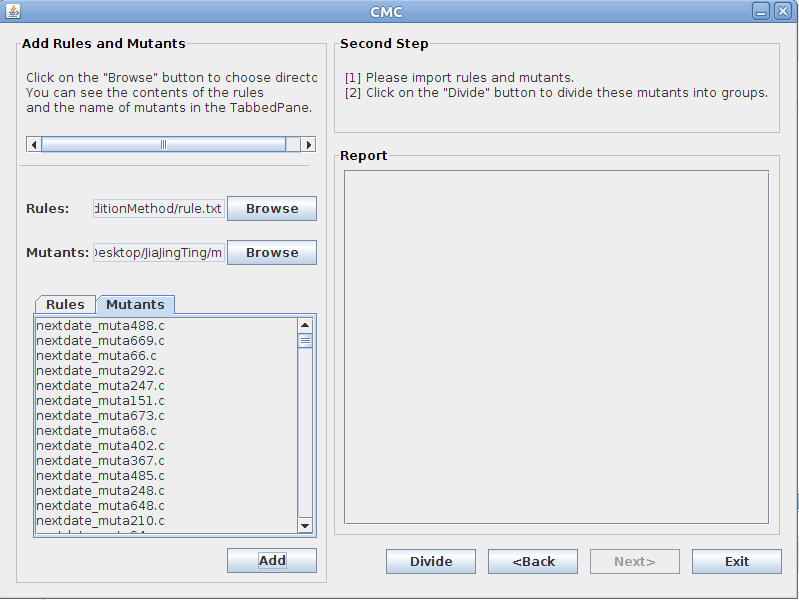 CMC
Add Rules and Mutants
Click on the "Browse" button to choose directo
You can see the contents of the rules
and the name of mutants in the TabbedPane.
Rules:
ditionMethod/rule.txt
Browse
Mutants:
Desktop/JiaJingTing/m
Browse
Rules
Mutants
nextdate_muta488.c
nextdate_muta669.c
nextdate_muta66.c
nextdate_muta292.c
nextdate_muta247.c
nextdate_muta151.c
nextdate_muta673.c
nextdate_muta68.c
nextdate_muta402.c
nextdate_muta367.c
nextdate_muta485.c
nextdate_muta248.c
nextdate_muta648.c
nextdate_muta210.c
Add
Second Step
[1] Please import rules and mutants.
[2] Click on the "Divide" button to divide these mutants into groups.
Report
Divide
<Back
Next>
Exit